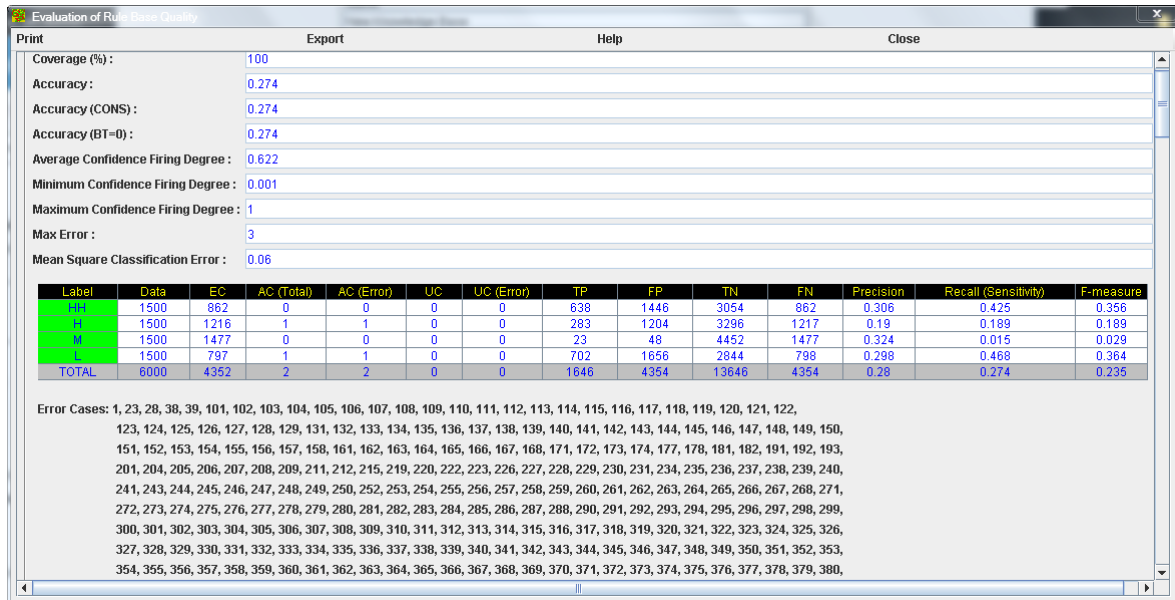 Evaluation of Rule Base Quality
Print Export Help Close
Coverage (%) : 100
Accuracy : 0.274
Accuracy (CONS) : 0.274
Accuracy (BT=0) : 0.274
Average Confidence Firing Degree : 0.622
Minimum Confidence Firing Degree : 0.001
Maximum Confidence Firing Degree : 1
Max Error : 3
Mean Square Classification Error : 0.06
Label Data EC AC (Total) AC (Error) UC UC (Error) TP FP TN FN Precision Recall (Sensitivity) F-measure
HH 1500 862 0 0 0 0 638 1446 3054 862 0.306 0.425 0.356
H 1500 1216 1 1 0 0 283 1204 3296 1217 0.19 0.189 0.189
M 1500 1477 0 0 0 0 23 48 4452 1477 0.324 0.015 0.029
L 1500 797 1 1 0 0 702 1656 2844 798 0.298 0.468 0.364
TOTAL 6000 4352 2 2 0 0 1646 4354 13646 4354 0.28 0.274 0.235
Error Cases: 1, 23, 28, 38, 39, 101, 102, 103, 104, 105, 106, 107, 108, 109, 110, 111, 112, 113, 114, 115, 116, 117, 118, 119, 120, 121, 122,
123, 124, 125, 126, 127, 128, 129, 131, 132, 133, 134, 135, 136, 137, 138, 139, 140, 141, 142, 143, 144, 145, 146, 147, 148, 149, 150,
151, 152, 153, 154, 155, 156, 157, 158, 161, 162, 163, 164, 165, 166, 167, 168, 171, 172, 173, 174, 177, 178, 181, 182, 191, 192, 193,
201, 204, 205, 206, 207, 208, 209, 211, 212, 215, 219, 220, 222, 223, 226, 227, 228, 229, 230, 231, 234, 235, 236, 237, 238, 239, 240,
241, 243, 244, 245, 246, 247, 248, 249, 250, 252, 253, 254, 255, 256, 257, 258, 259, 260, 261, 262, 263, 264, 265, 266, 267, 268, 271,
272, 273, 274, 275, 276, 277, 278, 279, 280, 281, 282, 283, 284, 285, 286, 287, 288, 290, 291, 292, 293, 294, 295, 296, 297, 298, 299,
300, 301, 302, 303, 304, 305, 306, 307, 308, 309, 310, 311, 312, 313, 314, 315, 316, 317, 318, 319, 320, 321, 322, 323, 324, 325, 326,
327, 328, 329, 330, 331, 332, 333, 334, 335, 336, 337, 338, 339, 340, 341, 342, 343, 344, 345, 346, 347, 348, 349, 350, 351, 352, 353,
354, 355, 356, 357, 358, 359, 360, 361, 362, 363, 364, 365, 366, 367, 368, 369, 370, 371, 372, 373, 374, 375, 376, 377, 378, 379, 380,